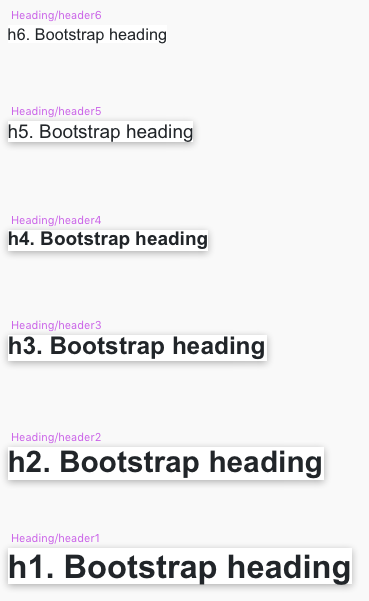 Heading/header6
h6. Bootstrap heading
Heading/header5
h5. Bootstrap heading
Heading/header4
h4. Bootstrap heading
Heading/header3
h3. Bootstrap heading
Heading/header2
h2. Bootstrap heading
Heading/header1
h1. Bootstrap heading